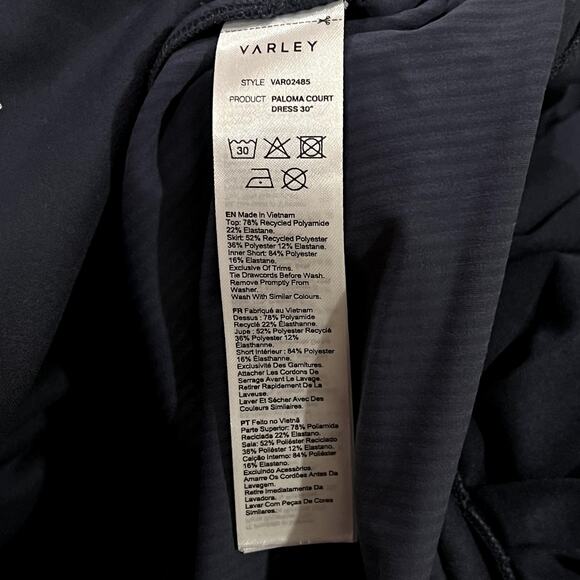 VARLEY
STYLE VAR02485
PRODUCT PALOMA COURT
DRESS 30"
30
EN Made in Vietnam
Top: 78% Recycled Polyamide
22% Elastane.
Skirt: 52% Recycled Polyester
36% Polyester 12% Elastane.
Inner Short: 84% Polyester
16% Elastane.
Exclusive Of Trims.
Tie Drawcords Before Wash.
Remove Promptly From
Washer.
Wash With Similar Colours.
FR Fabriqué au Vietnam
Dessus : 78% Polyamide
Recyclé 22% Élasthanne.
Jupe : 52% Polyester Recyclé
36% Polyester 12%
Élasthanne.
Short Intérieur : 84% Polyester
16% Élasthanne.
Exclusivité Des Garnitures.
Attacher Les Cordons De
Serrage Avant Le Lavage.
Retirer Rapidement De La
Laveuse.
Laver Et Sécher Avec Des
Couleurs Similaires.
PT Feito no Vietnã
Parte Superior: 78% Poliamida
Reciclada 22% Elastano.
Saia: 52% Poliéster Reciclado
36% Poliéster 12% Elastano.
Calção Interno: 84% Poliéster
16% Elastano.
Excluindo Acessórios.
Amarre Os Cordões Antes Da
Lavagem.
Retire Imediatamente Da
Lavadora.
Lavar Com Peças De Cores
Similares.